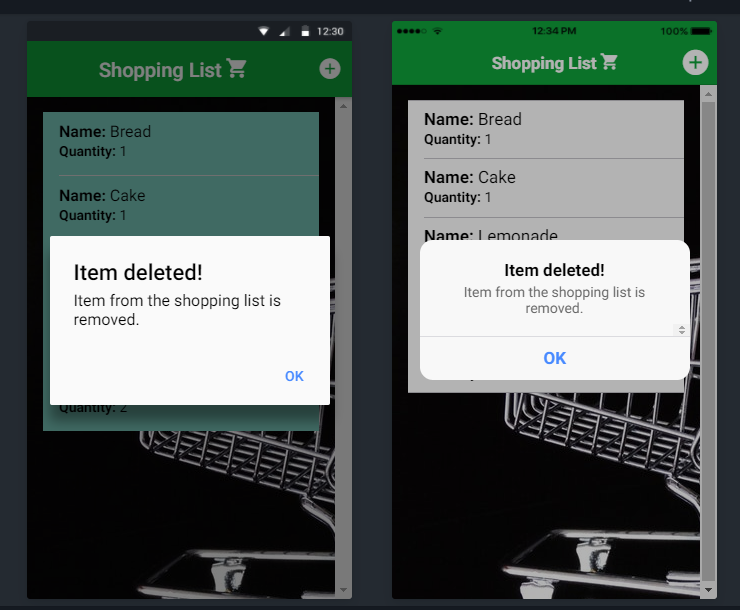 12:30
Shopping List
Name: Bread
Quantity: 1
Name: Cake
Quantity: 1
Item deleted!
Item from the shopping list is
removed.
OK
Quantity: 2
12:34 PM
100%
Shopping List
Name: Bread
Quantity: 1
Name: Cake
Quantity: 1
Name: Lemonade
Item deleted!
Item from the shopping list is
removed.
OK